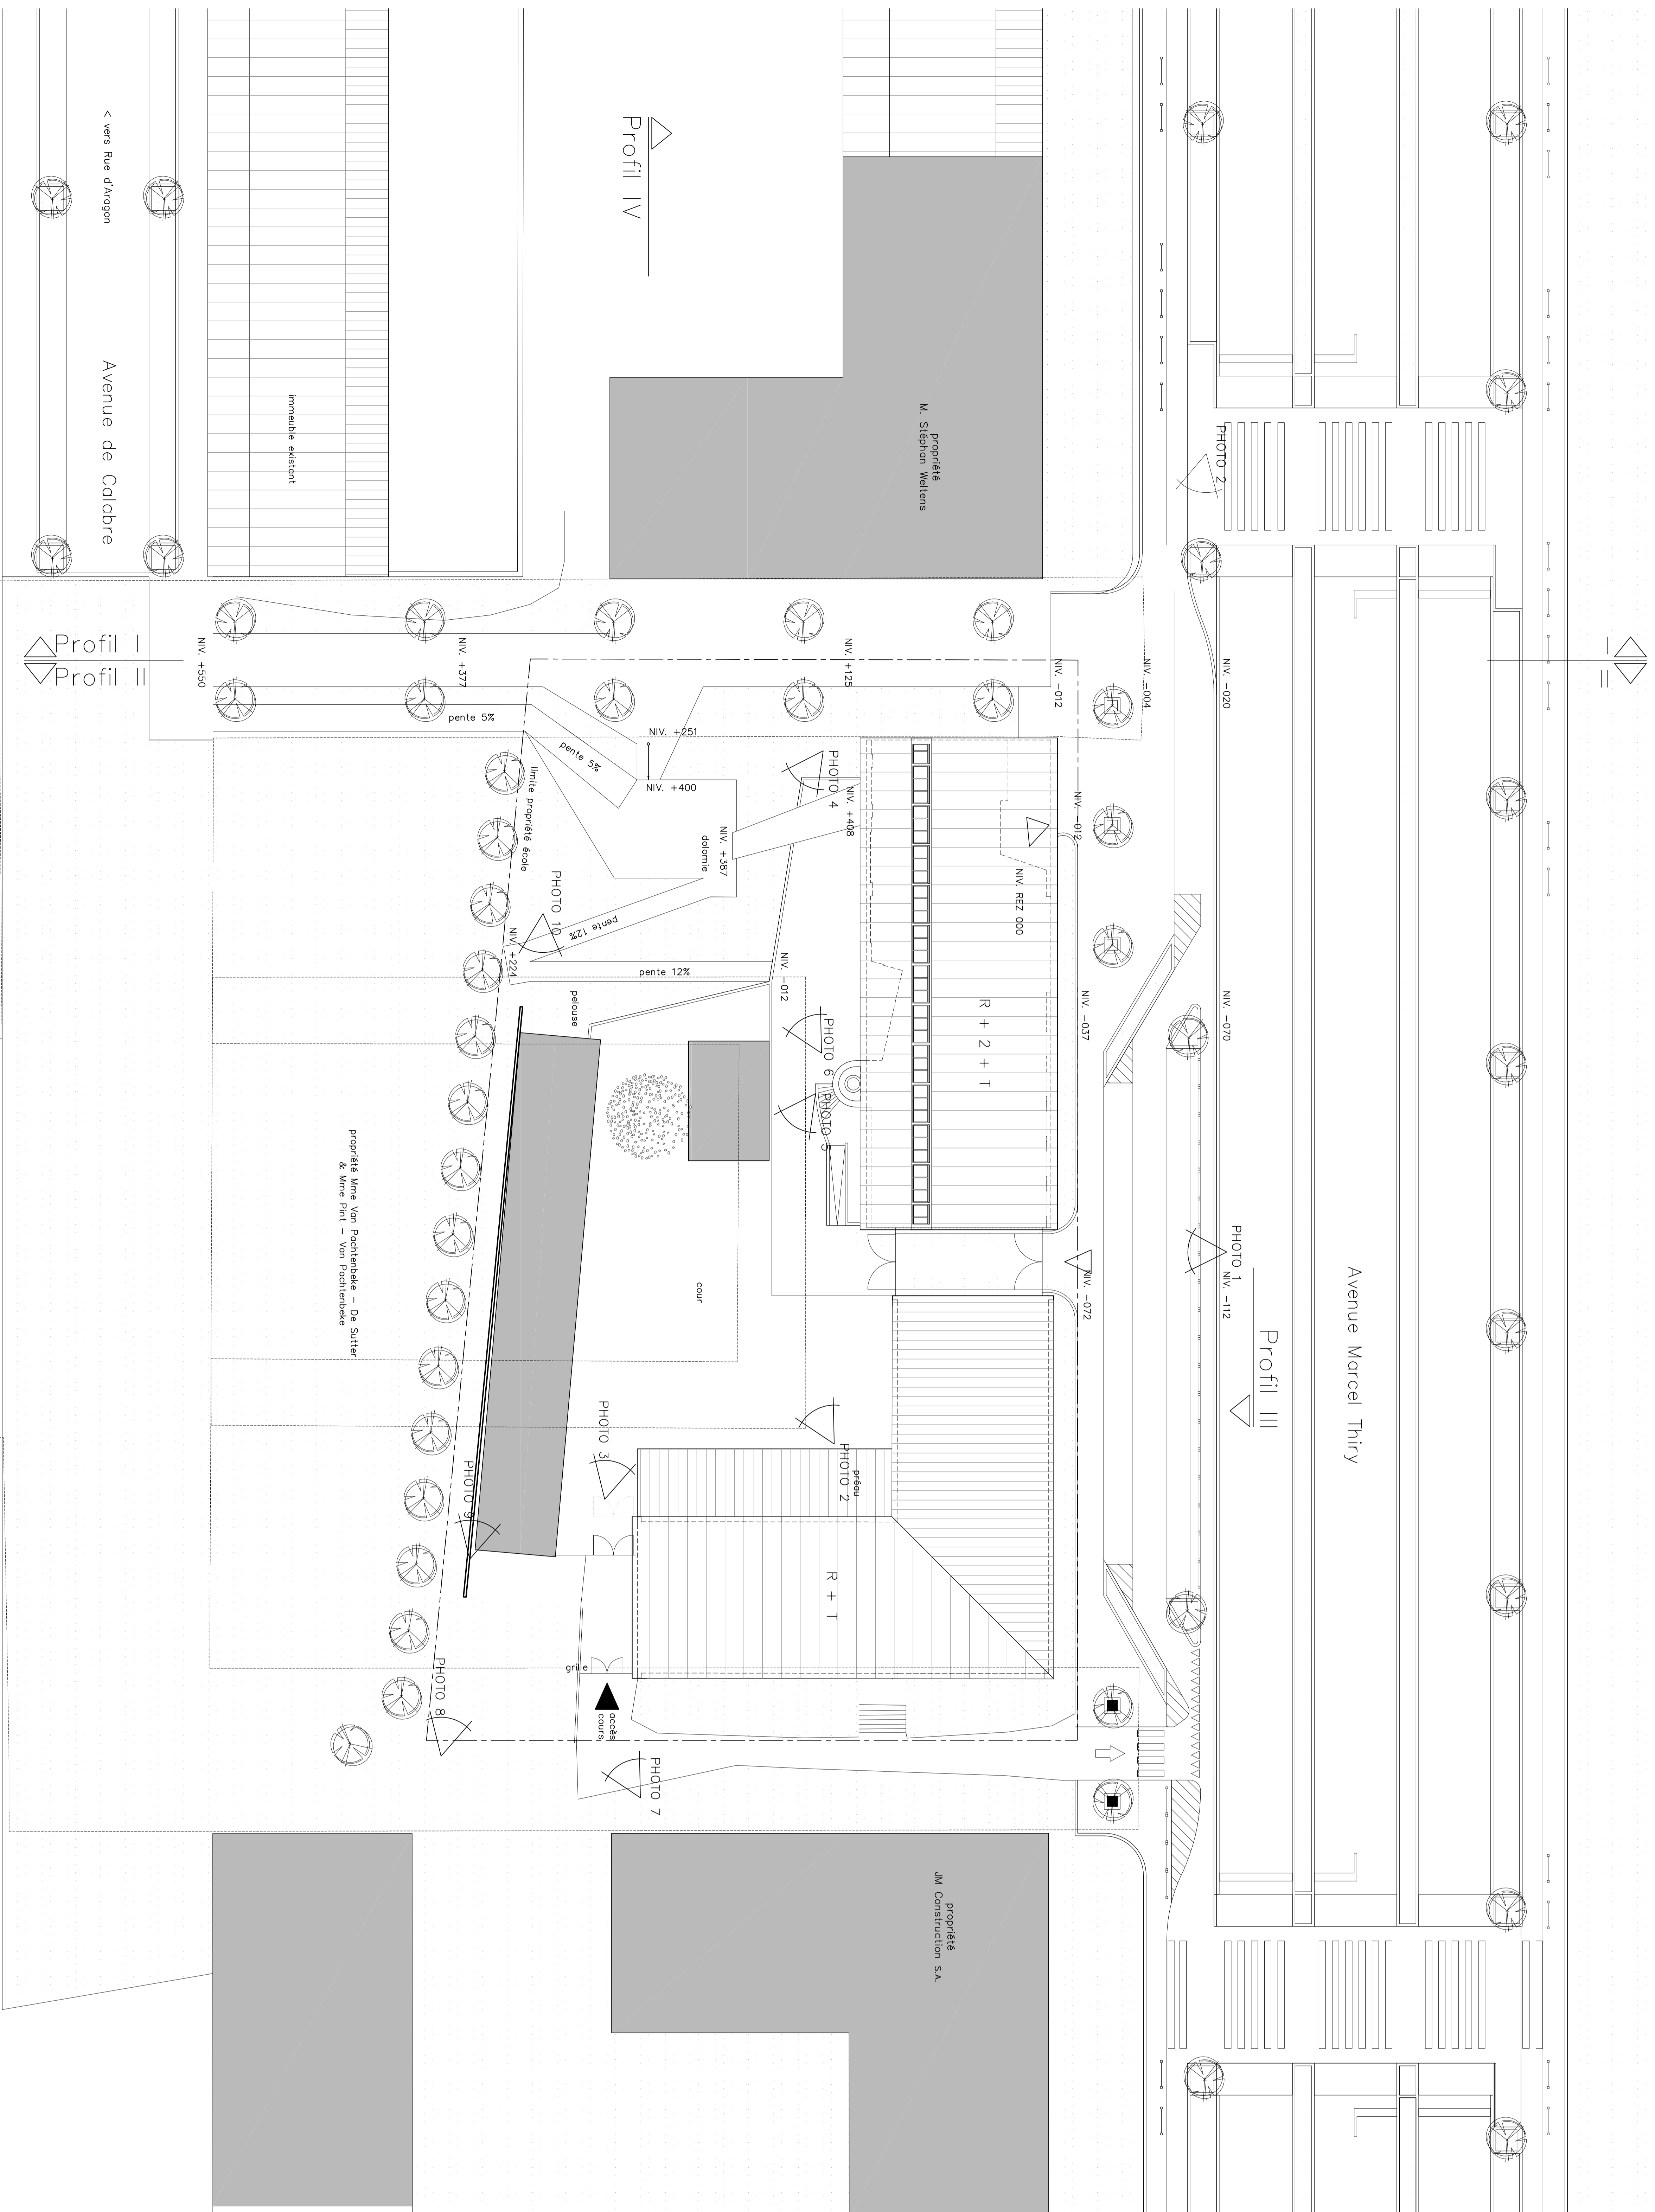 < vers Rue d'Aragon
Avenue de Calabre
immeuble existant
Profil IV
propriété
M. Stéphan Weltens
PHOTO 2
Profil I
Profil II
I
II
NIV. +550
NIV. +377
NIV. +125
NIV. -012
NIV. -004
NIV. -020
pente 5%
pente 5%
NIV. +251
NIV. +400
limite propriété école
PHOTO 4
NIV. +408
NIV. +387
dolomie
NIV. -012
NIV. REZ 000
PHOTO 10
pente 12%
NIV. +224
pente 12%
NIV. -012
pelouse
PHOTO 6
PHOTO 5
R + 2 + T
NIV. -037
NIV. -070
propriété Mme Van Pachtenbeke - De Sutter
& Mme Pint - Van Pachtenbeke
cour
NIV. -072
PHOTO 1
NIV. -112
Profil III
Avenue Marcel Thiry
PHOTO 3
PHOTO 2
préau
PHOTO 9
R + T
grille
PHOTO 8
accès
cours
PHOTO 7
propriété
JM Construction S.A.